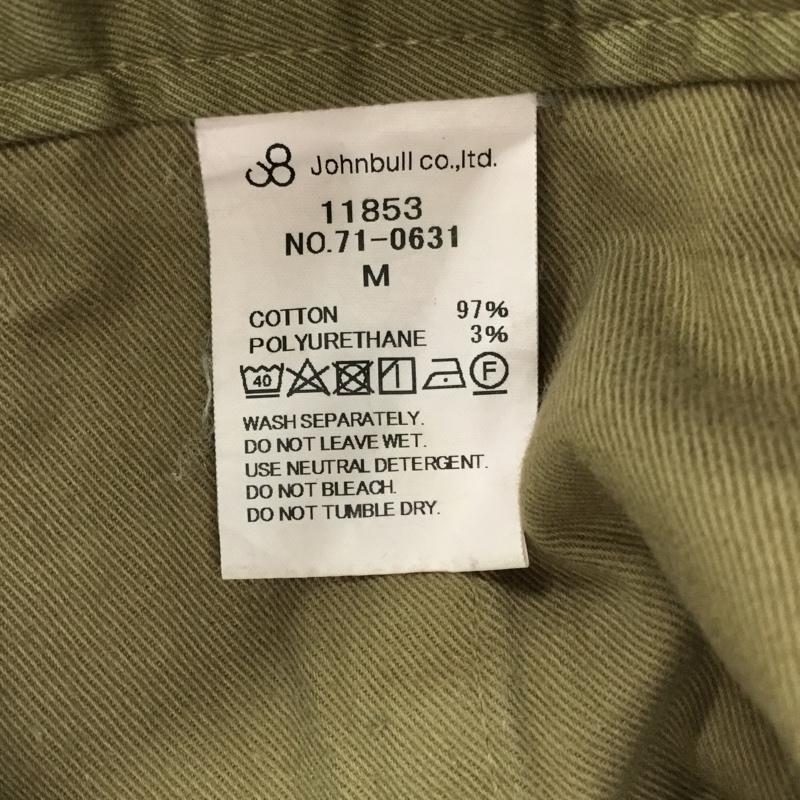 Johnbull co.,ltd.
11853
NO.71-0631
M
COTTON 97%
POLYURETHANE 3%
40 F
WASH SEPARATELY.
DO NOT LEAVE WET.
USE NEUTRAL DETERGENT.
DO NOT BLEACH.
DO NOT TUMBLE DRY.